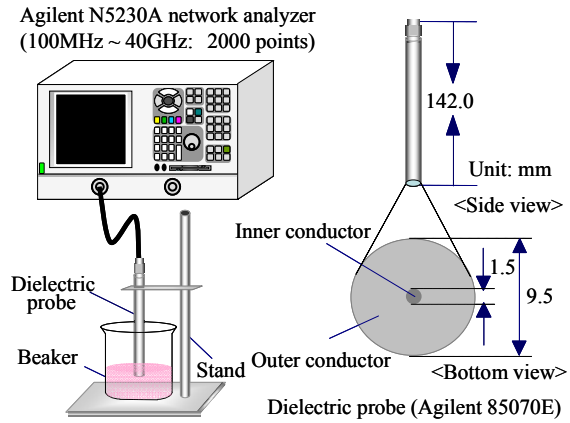 Agilent N5230A network analyzer
(100MHz ~ 40GHz: 2000 points)
142.0
Unit: mm
<Side view>
Inner conductor
1.5
9.5
Dielectric
probe
Beaker
Stand
Outer conductor
<Bottom view>
Dielectric probe (Agilent 85070E)